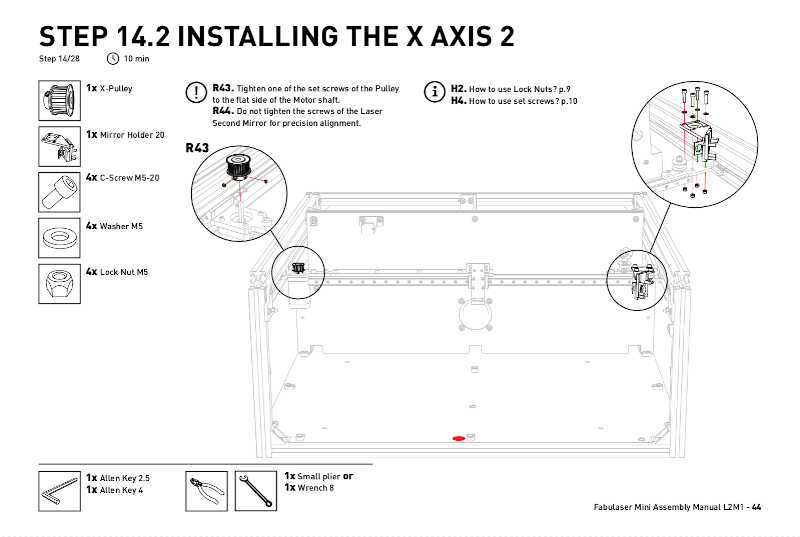 STEP 14.2 INSTALLING THE X AXIS 2
Step 14/28
10 min
1x X-Pulley
1x Mirror Holder 20
4x C-Screw M5-20
4x Washer M5
4x Lock Nut M5
R43. Tighten one of the set screws of the Pulley
to the flat side of the Motor shaft.
R44. Do not tighten the screws of the Laser
Second Mirror for precision alignment.
H2. How to use Lock Nuts? p.9
H4. How to use set screws? p.10
R43
1x Allen Key 2.5
1x Allen Key 4
1x Small plier or
1x Wrench 8
Fabulaser Mini Assembly Manual L2M1 - 44